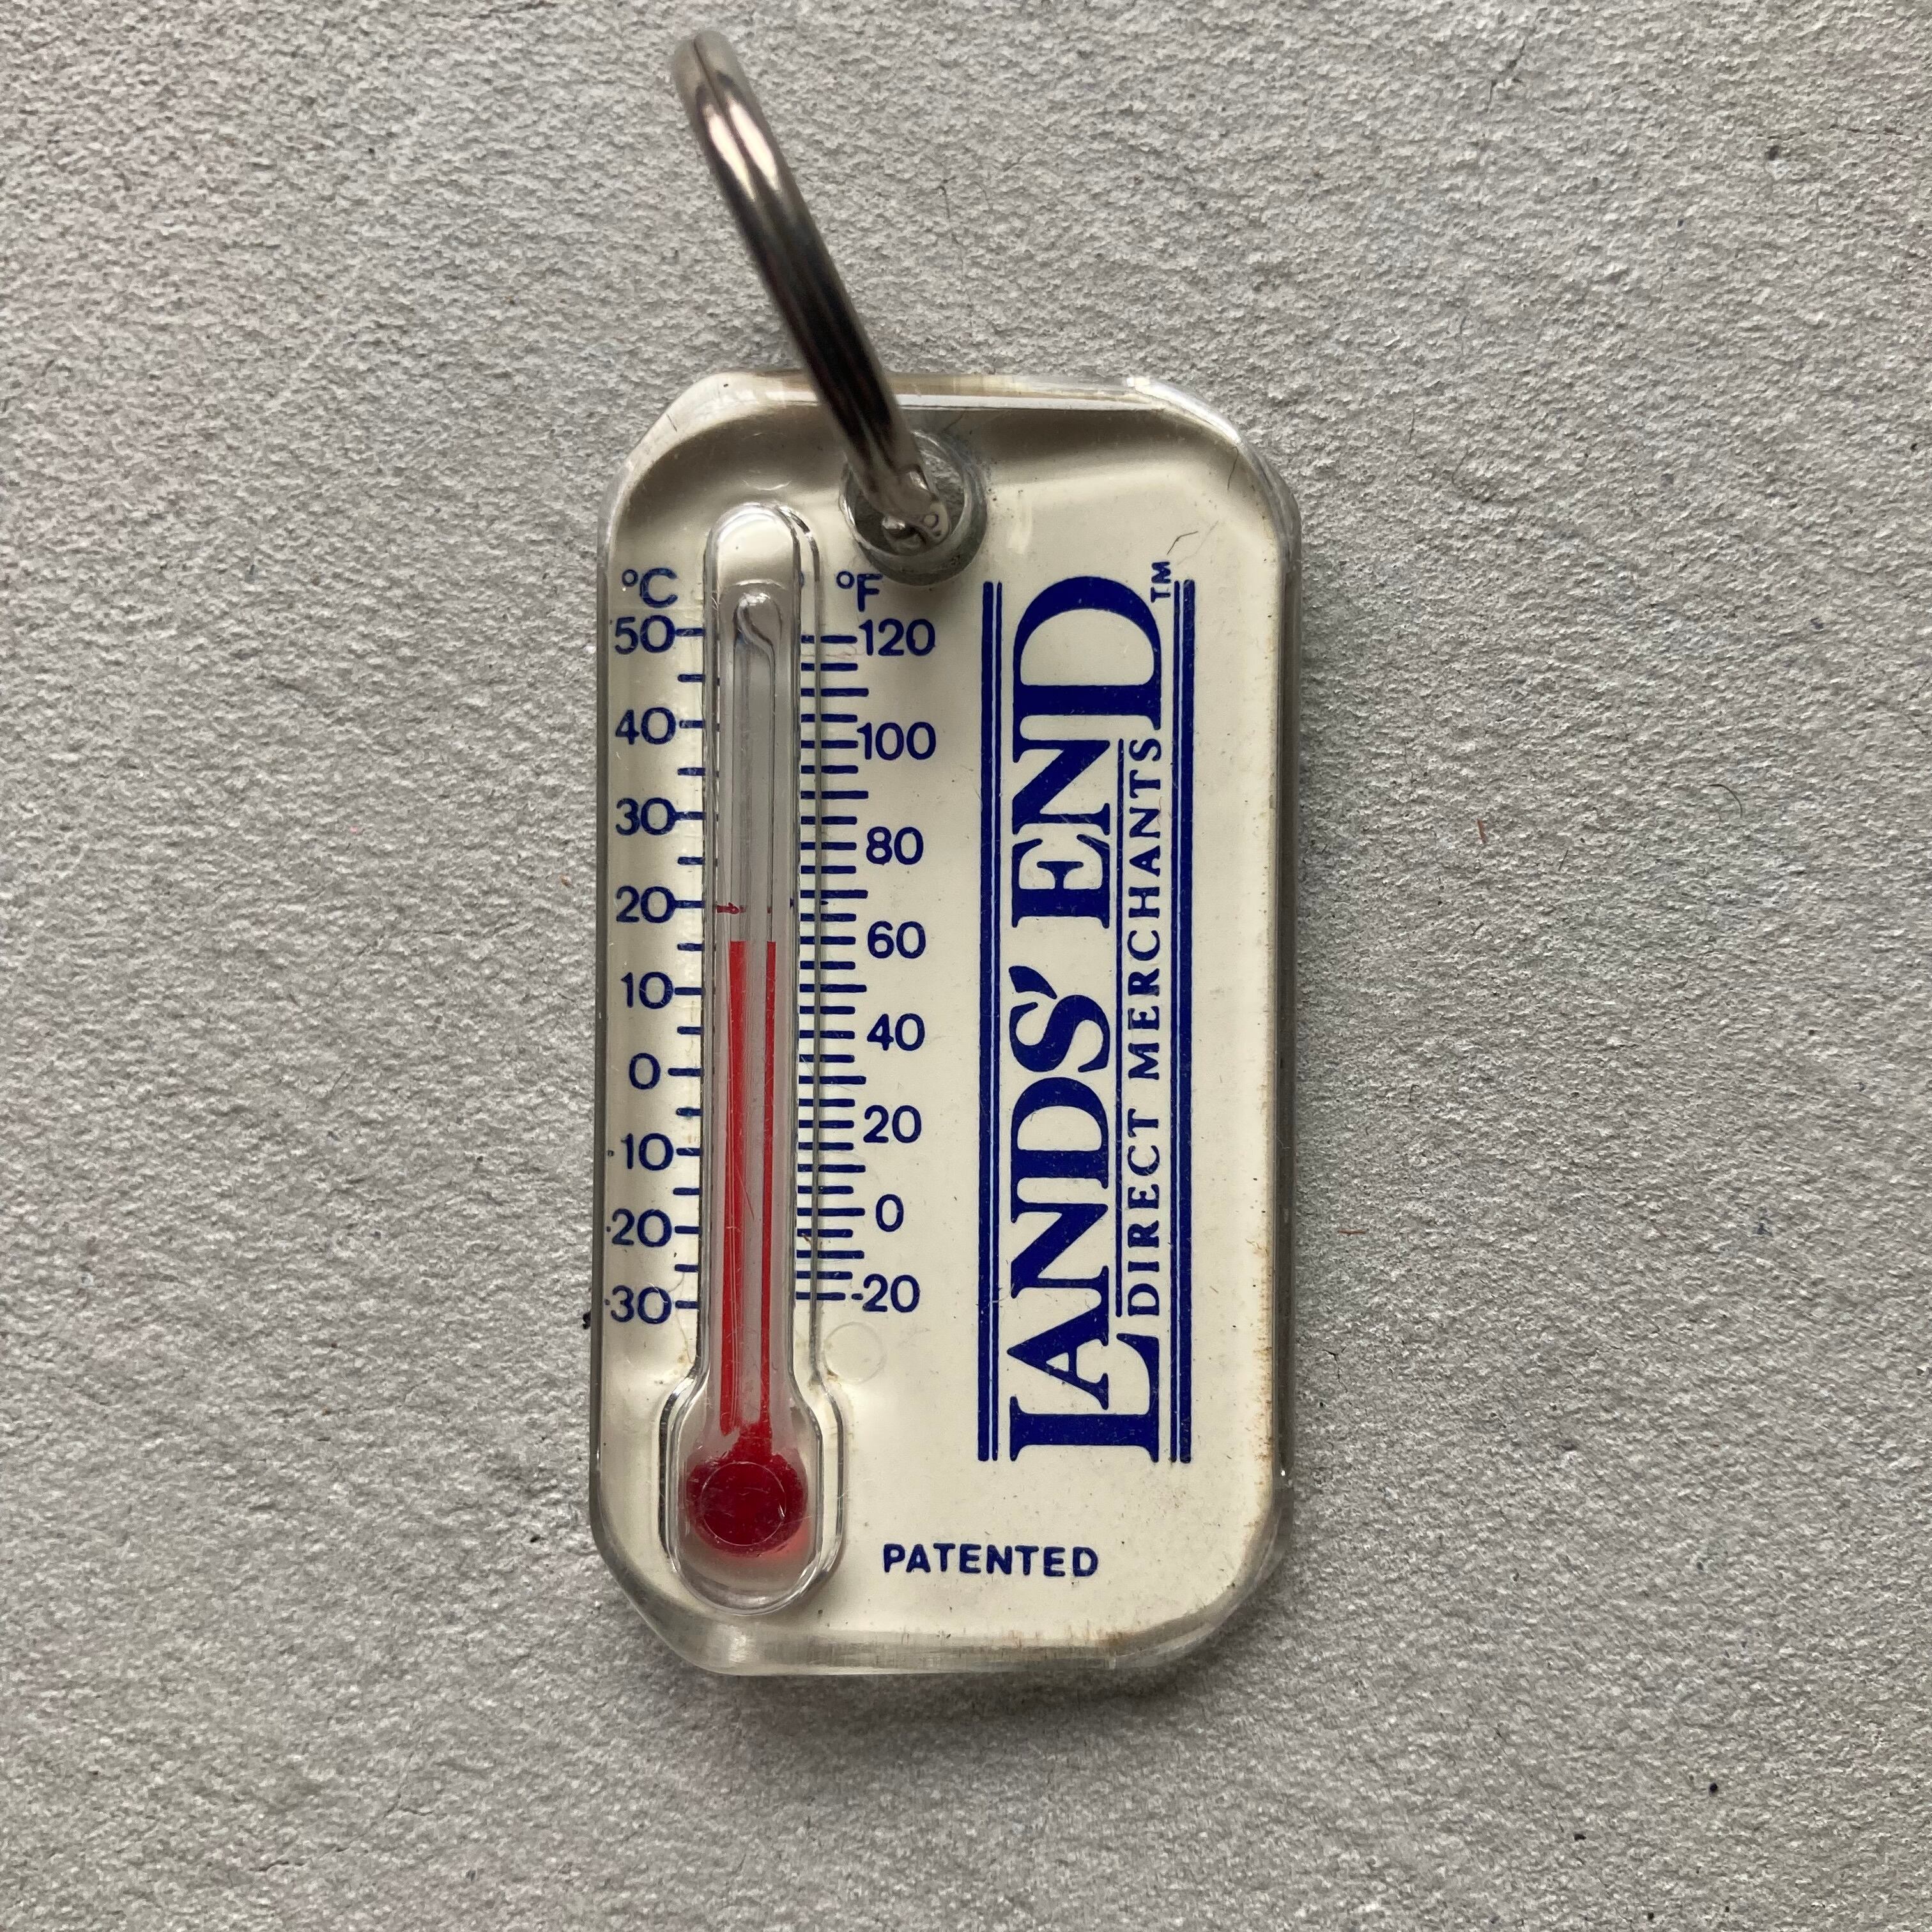 °C °F
50 120
40 100
30 80
20 60
10 40
0 20
-10 0
-20 -20
-30
LANDS' END™
DIRECT MERCHANTS
PATENTED